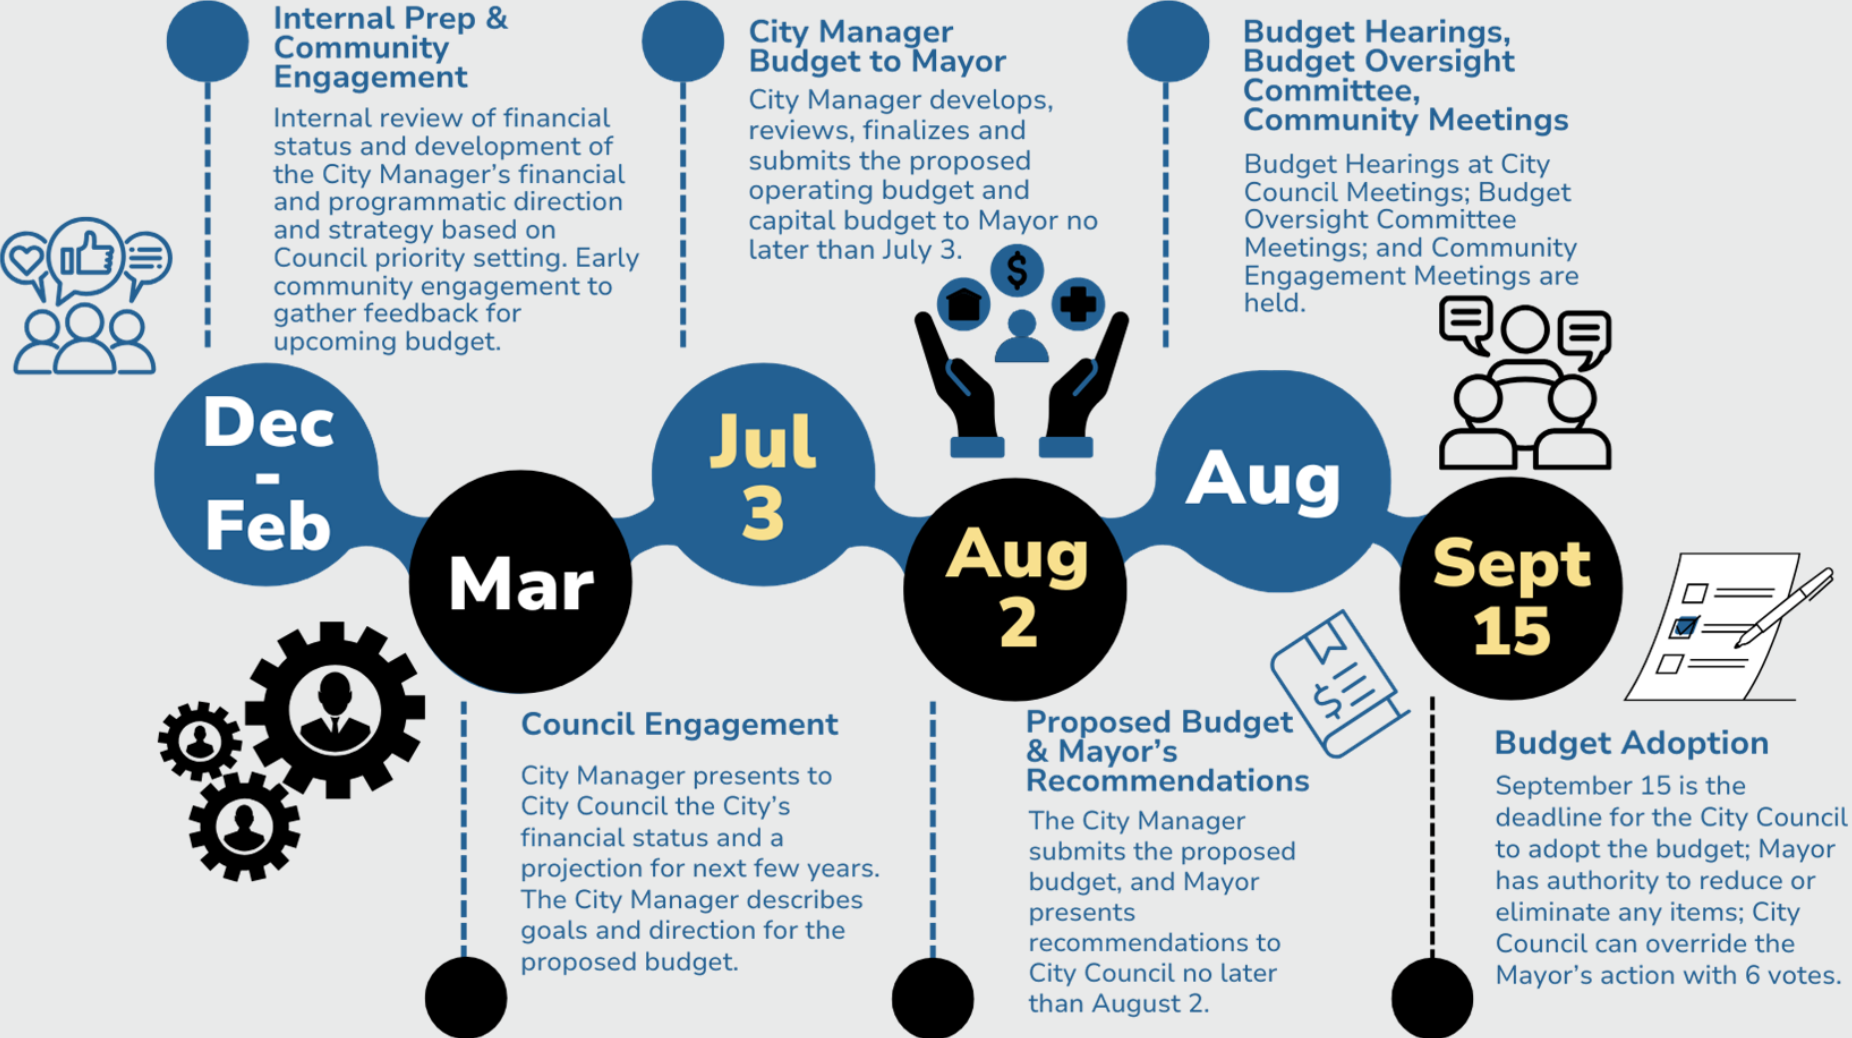 Internal Prep &
Community
Engagement
Internal review of financial
status and development of
the City Manager's financial
and programmatic direction
and strategy based on
Council priority setting. Early
community engagement to
gather feedback for
upcoming budget.
City Manager
Budget to Mayor
City Manager develops,
reviews, finalizes and
submits the proposed
operating budget and
capital budget to Mayor no
later than July 3.
Budget Hearings,
Budget Oversight
Committee,
Community Meetings
Budget Hearings at City
Council Meetings; Budget
Oversight Committee
Meetings; and Community
Engagement Meetings are
held.
$
Dec
-
Feb
Mar
Jul
3
Aug
2
Aug
Sept
15
Council Engagement
City Manager presents to
City Council the City's
financial status and a
projection for next few years.
The City Manager describes
goals and direction for the
proposed budget.
$
Proposed Budget
& Mayor's
Recommendations
The City Manager
submits the proposed
budget, and Mayor
presents
recommendations to
City Council no later
than August 2.
Budget Adoption
September 15 is the
deadline for the City Council
to adopt the budget; Mayor
has authority to reduce or
eliminate any items; City
Council can override the
Mayor's action with 6 votes.